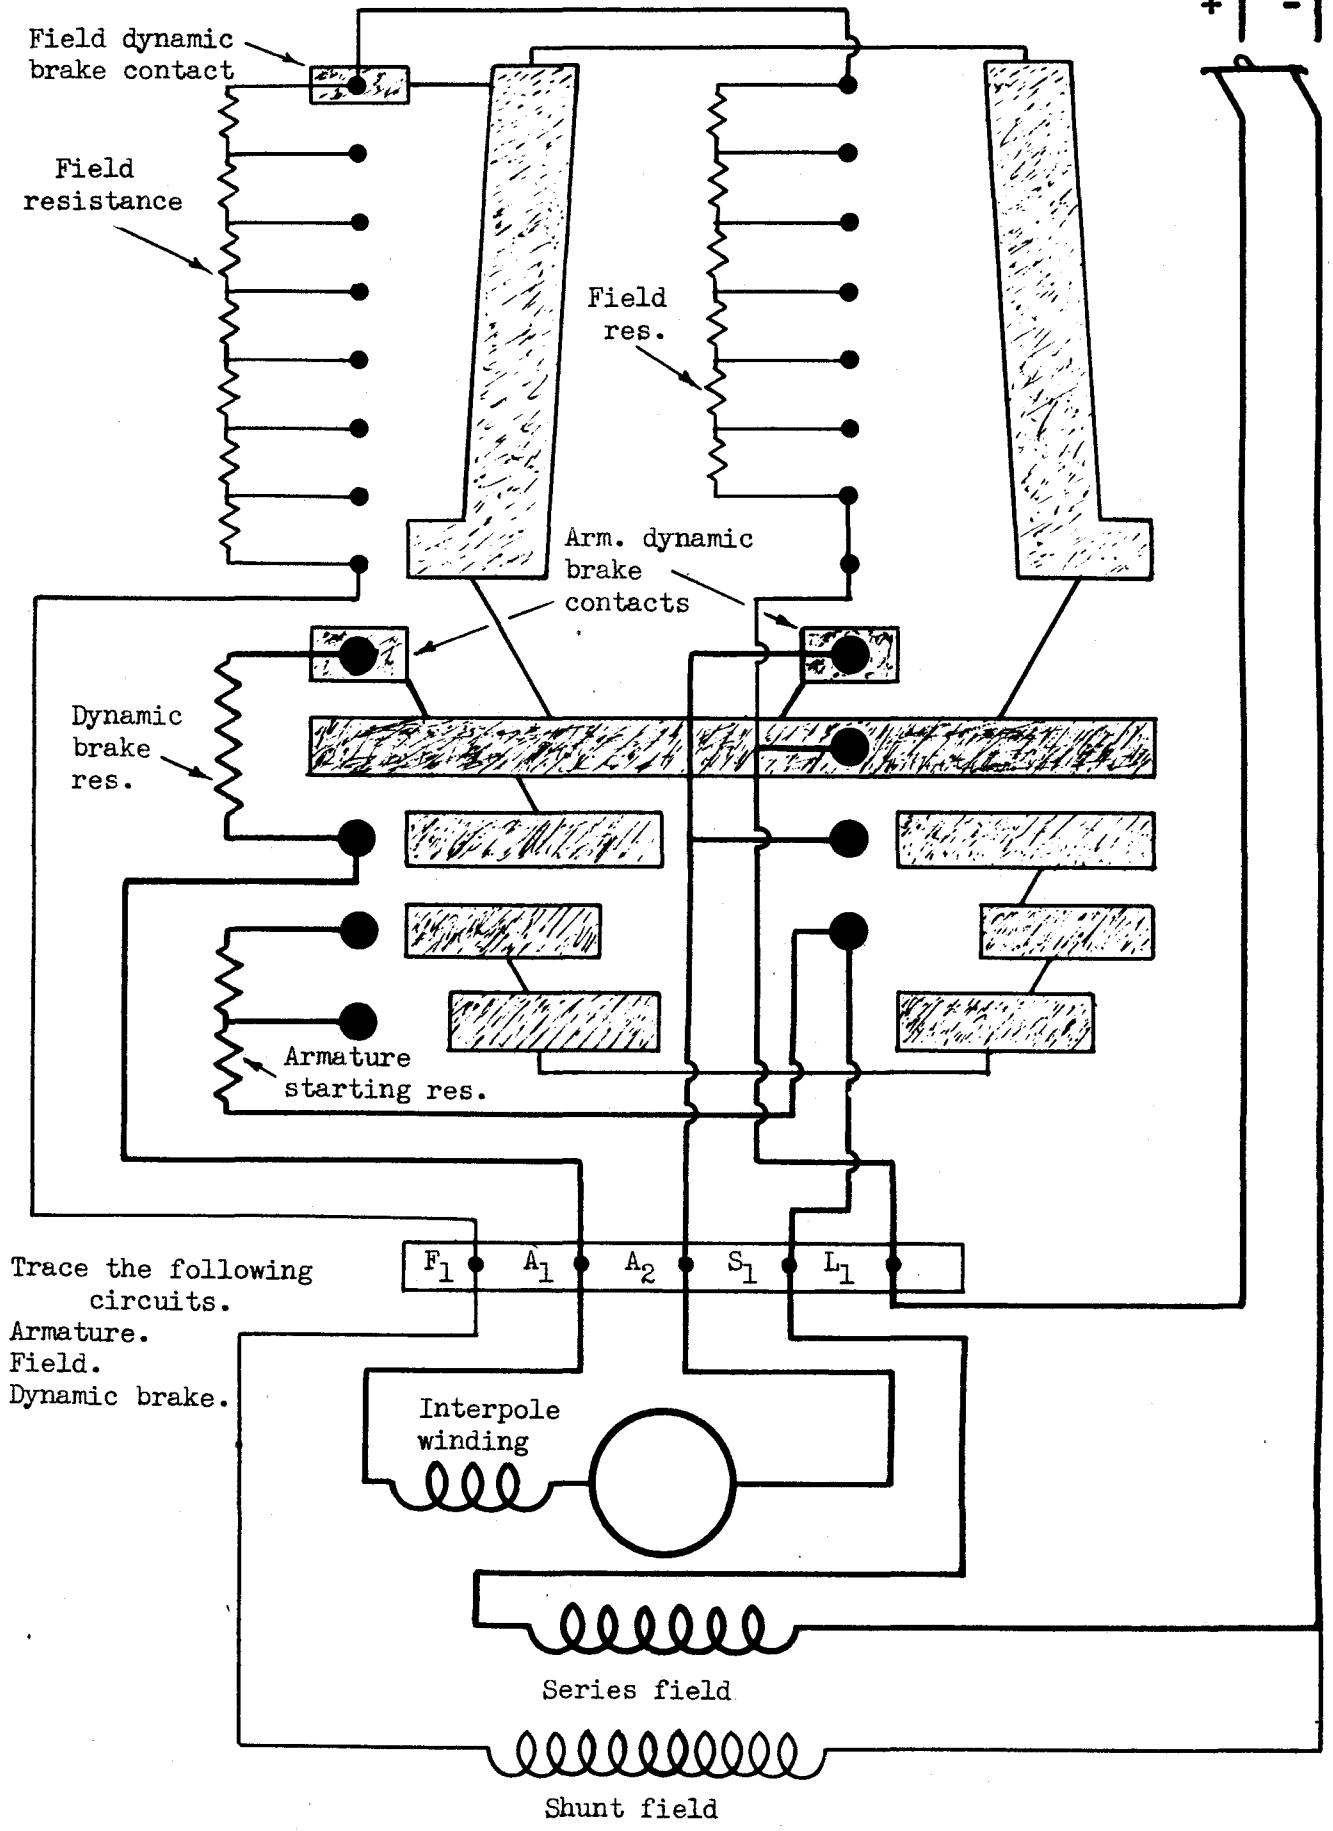 + -
Field dynamic
brake contact
Field
resistance
Field
res.
Arm. dynamic
brake
contacts
Dynamic
brake
res.
Armature
starting res.
F1 A1 A2 S1 L1
Trace the following
circuits.
Armature.
Field.
Dynamic brake.
Interpole
winding
Series field
Shunt field